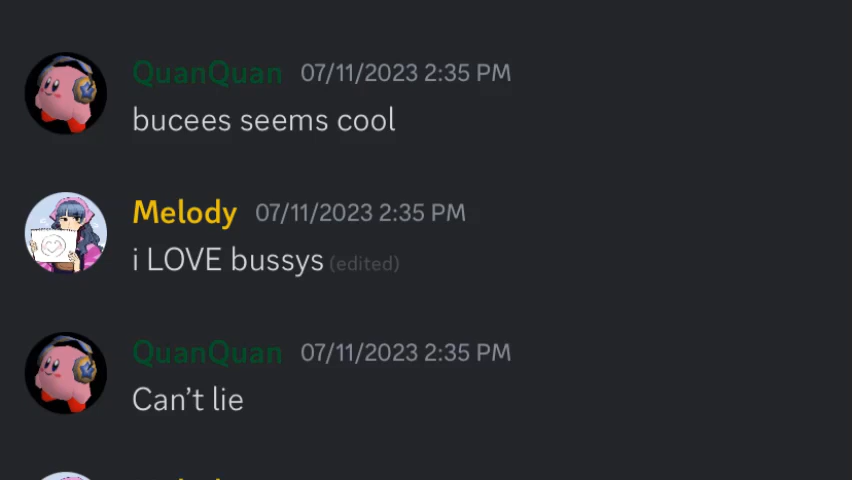 QuanQuan 07/11/2023 2:35 PM
bucees seems cool
Melody 07/11/2023 2:35 PM
i LOVE bussys (edited)
QuanQuan 07/11/2023 2:35 PM
Can't lie